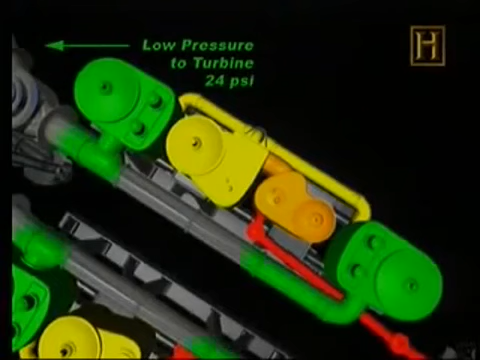 Low Pressure
to Turbine
24 psi
H